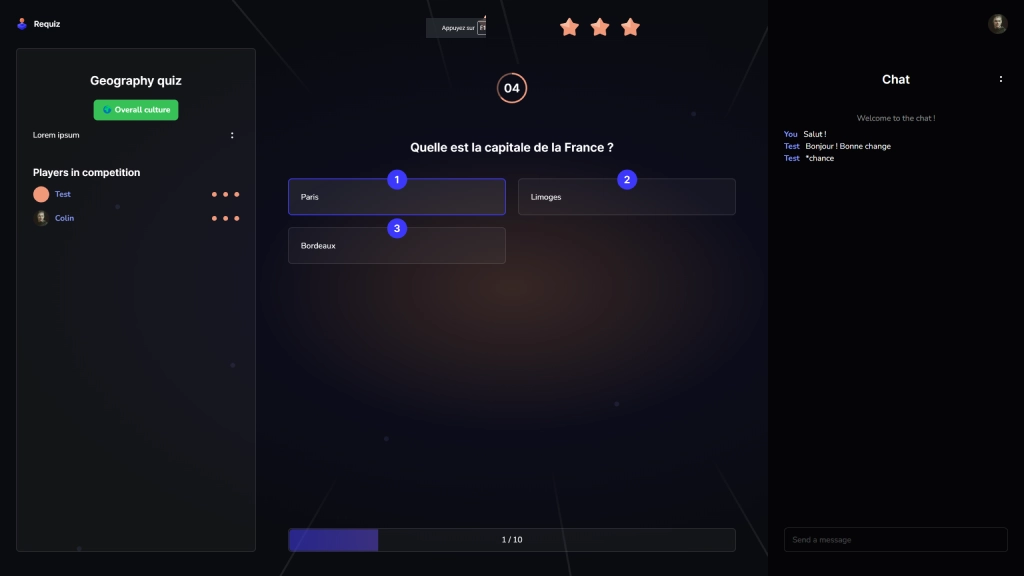 Requiz
Geography quiz
Overall culture
Lorem ipsum
Players in competition
Test
Colin
Appuyez sur
04
Quelle est la capitale de la France ?
1
Paris
2
Limoges
3
Bordeaux
1 / 10
Chat
Welcome to the chat !
You Salut !
Test Bonjour ! Bonne change
Test *chance
Send a message